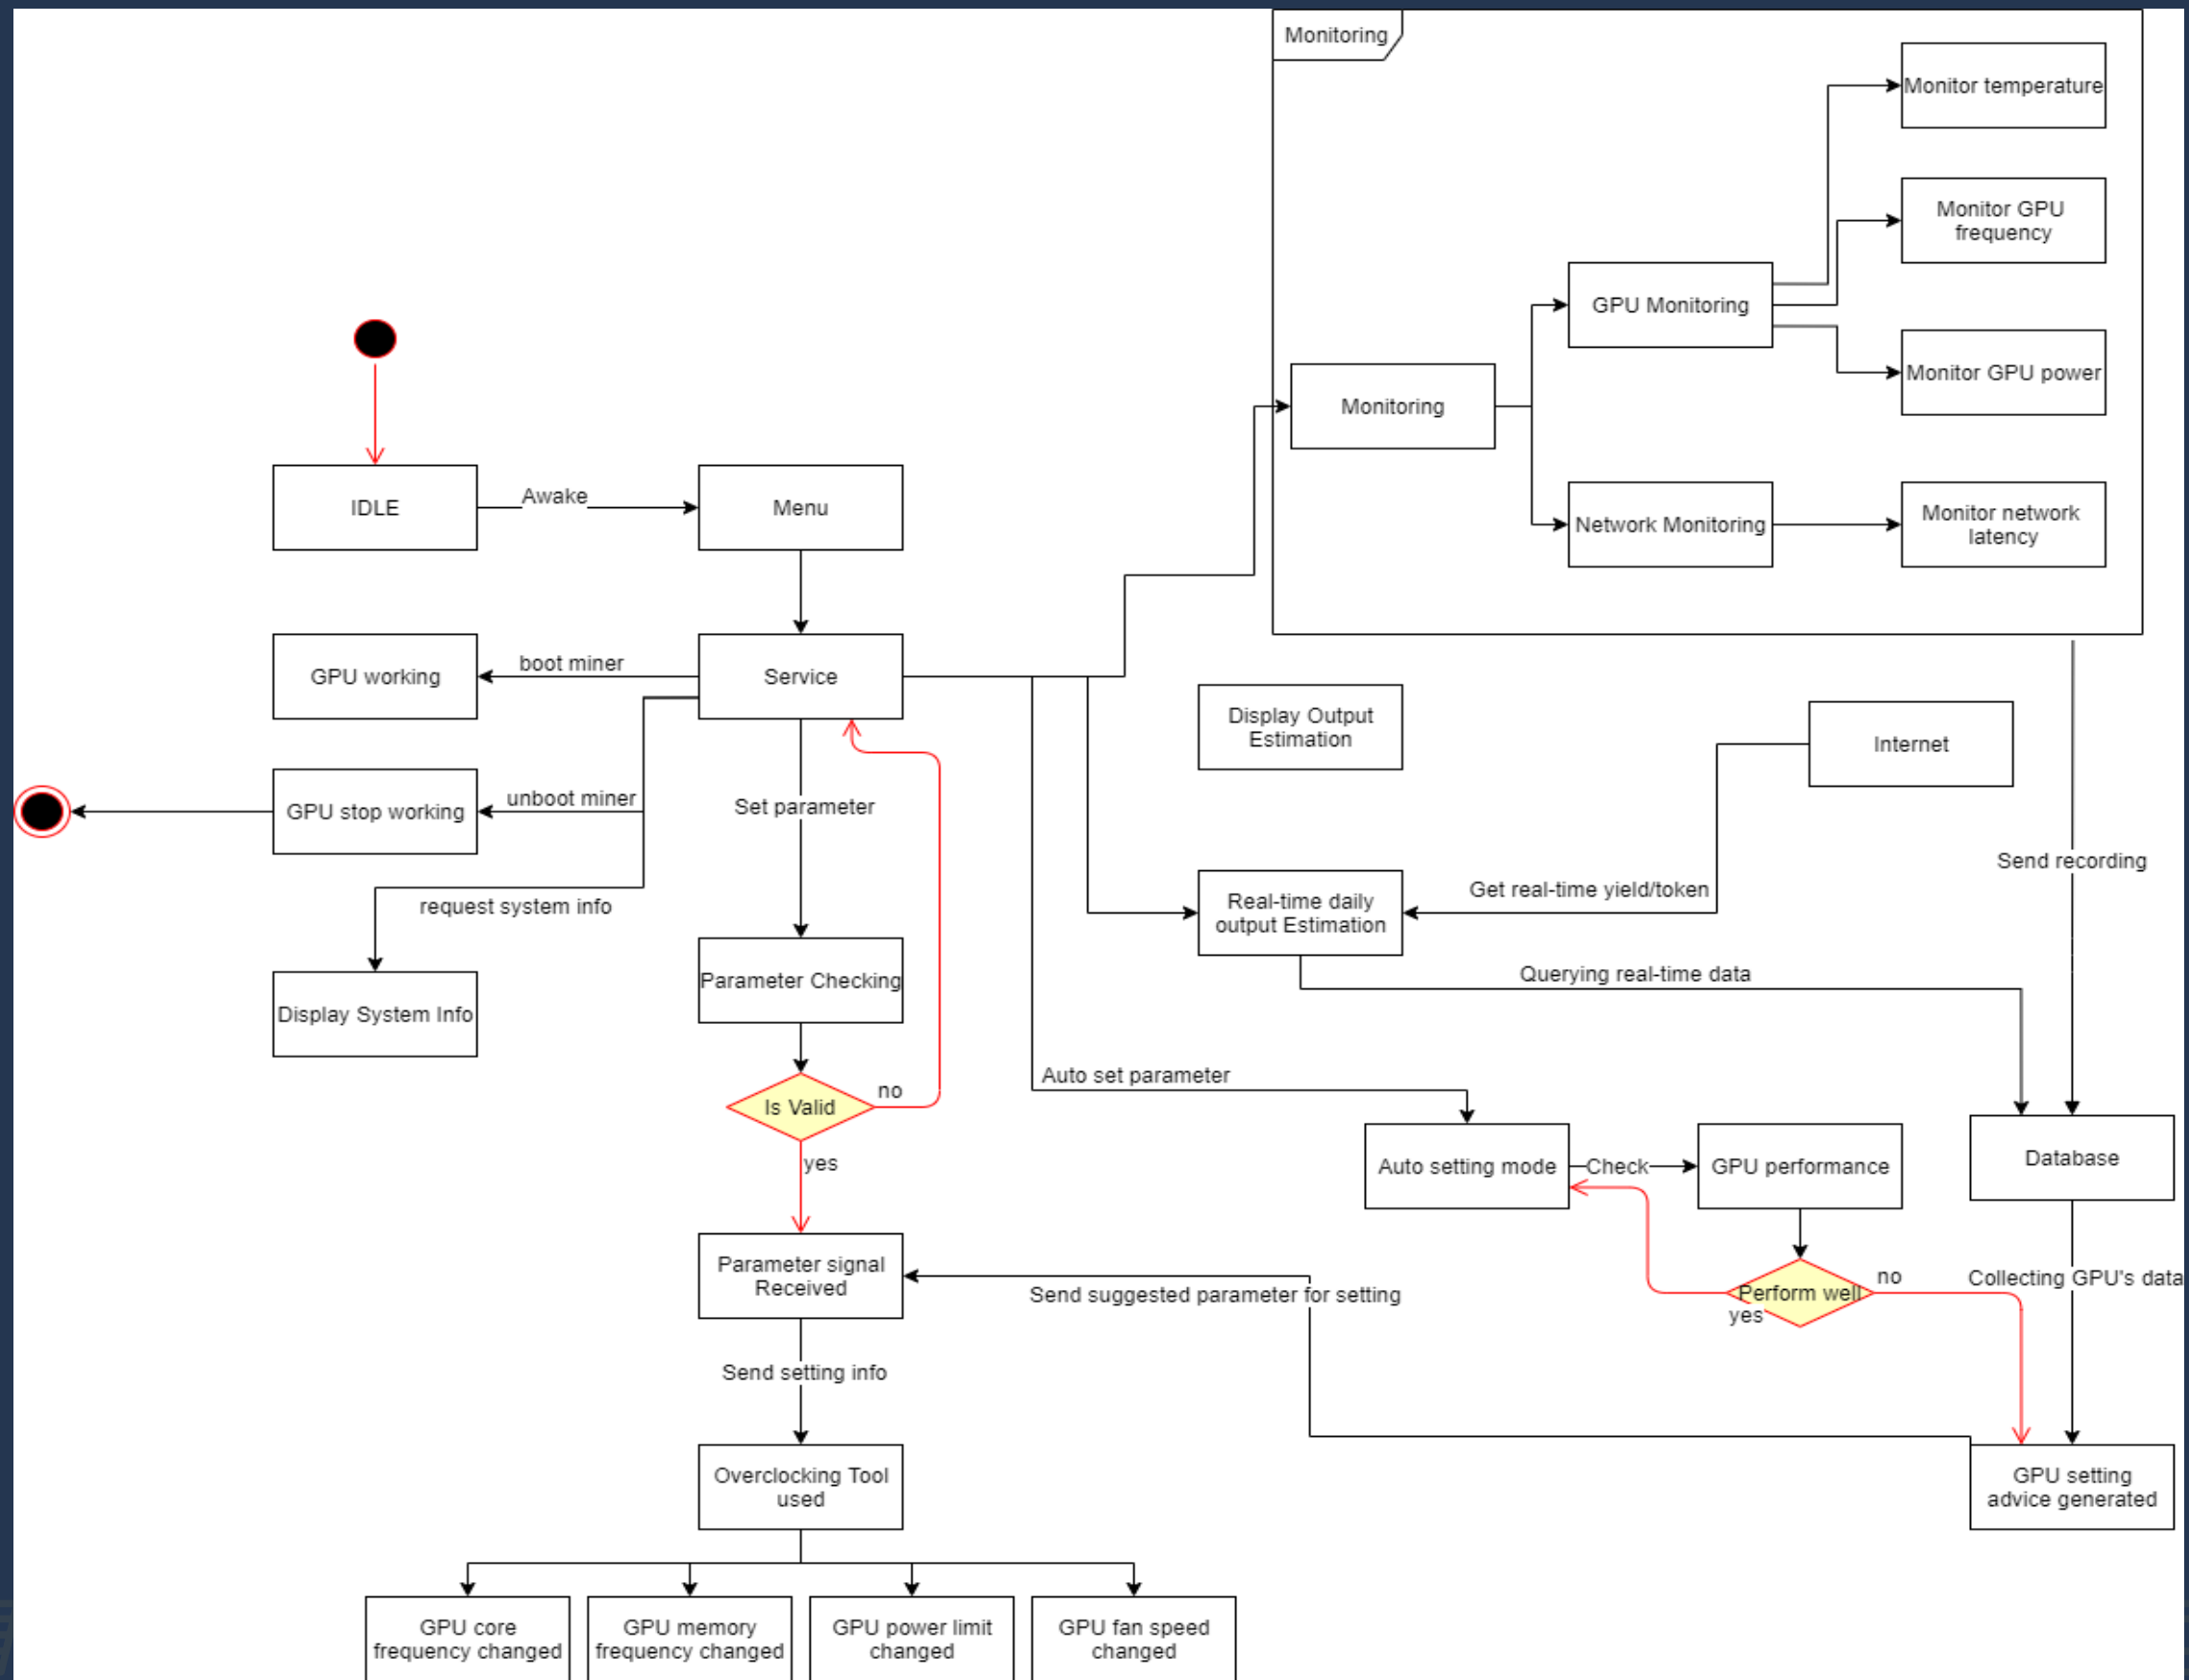 Monitoring
Monitor temperature
Monitor GPU
frequency
GPU Monitoring
Monitor GPU power
Monitoring
IDLE
Awake
Menu
Network Monitoring
Monitor network
latency
GPU working
boot miner
Service
Display Output
Estimation
Internet
GPU stop working
unboot miner
Set parameter
Send recording
request system info
Get real-time yield/token
Real-time daily
output Estimation
Display System Info
Parameter Checking
Querying real-time data
Is Valid
no
Auto set parameter
yes
Auto setting mode
Check
GPU performance
Database
Parameter signal
Received
Send suggested parameter for setting
Perform well
no
yes
Collecting GPU's data
Send setting info
Overclocking Tool
used
GPU setting
advice generated
GPU core
frequency changed
GPU memory
frequency changed
GPU power limit
changed
GPU fan speed
changed